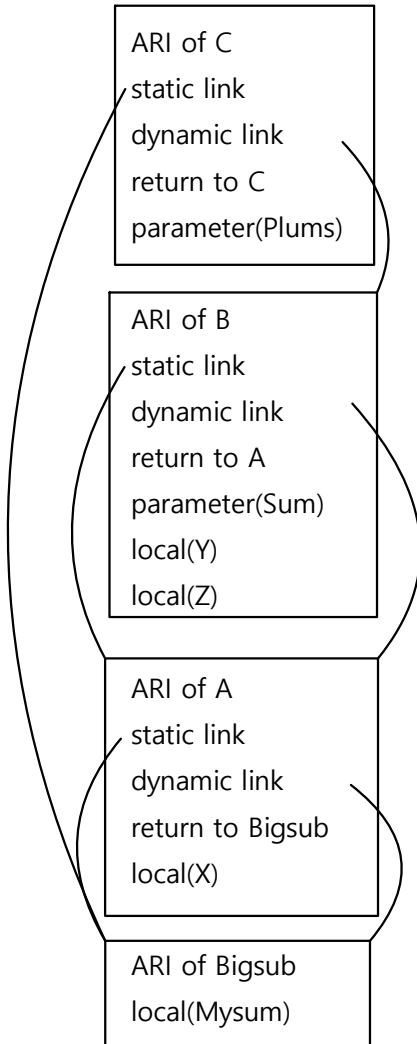 ARI of C
static link
dynamic link
return to C
parameter(Plums)
ARI of B
static link
dynamic link
return to A
parameter(Sum)
local(Y)
local(Z)
ARI of A
static link
dynamic link
return to Bigsub
local(X)
ARI of Bigsub
local(Mysum)